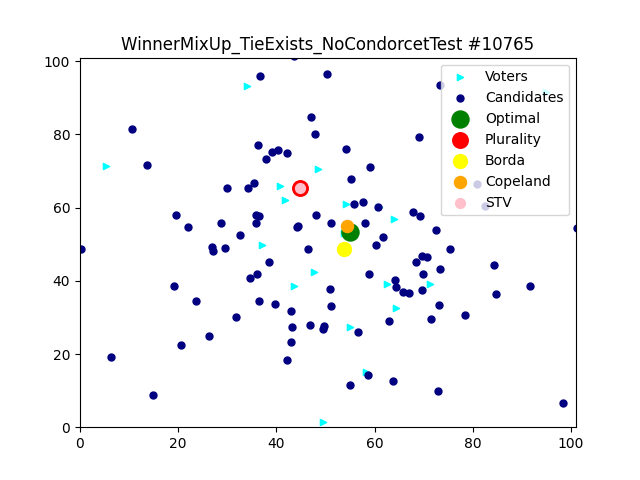 WinnerMixUp_TieExists_NoCondorcetTest #10765
Voters
Candidates
Optimal
Plurality
Borda
Copeland
STV
100
80
60
40
20
0
0 20 40 60 80 100